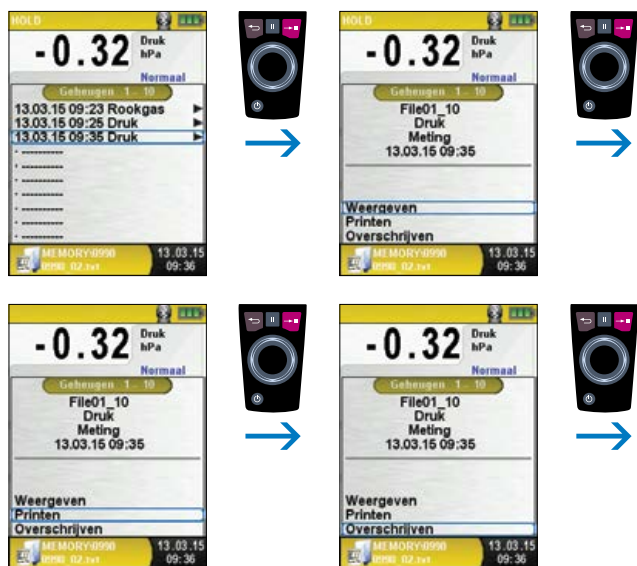 HOLD
- 0.32 Druk hPa
Normaal
Geheugen 1.. 10
13.03.15 09:23 Rookgas
13.03.15 09:25 Druk
13.03.15 09:35 Druk
- ----------
- ----------
- ----------
- ----------
- ----------
- ----------
- ----------
MEMORY\0990
0990_02.txt
13.03.15
09:36
HOLD
- 0.32 Druk hPa
Normaal
Geheugen 1.. 10
File01_10
Druk
Meting
13.03.15 09:35
Weergeven
Printen
Overschrijven
MEMORY\0990
0990_02.txt
13.03.15
09:36
- 0.32 Druk hPa
Normaal
Geheugen 1.. 10
File01_10
Druk
Meting
13.03.15 09:35
Weergeven
Printen
Overschrijven
MEMORY\0990
0990_02.txt
13.03.15
09:36
- 0.32 Druk hPa
Normaal
Geheugen 1.. 10
File01_10
Druk
Meting
13.03.15 09:35
Weergeven
Printen
Overschrijven
MEMORY\0990
0990_02.txt
13.03.15
09:36